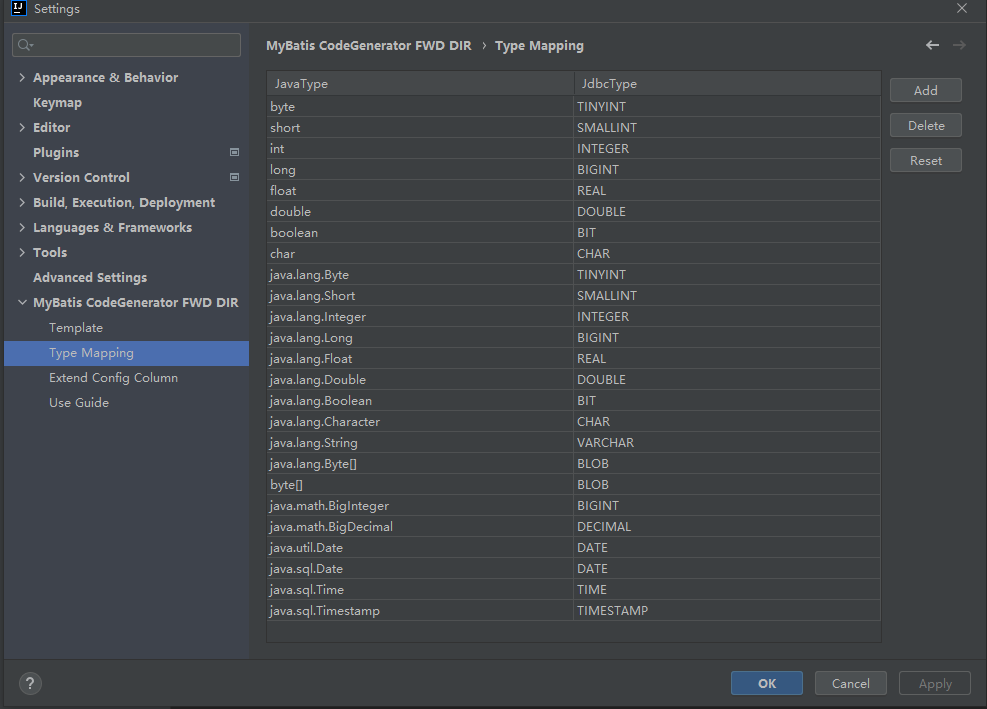 Settings
MyBatis CodeGenerator FWD DIR › Type Mapping
Appearance & Behavior
Keymap
Editor
Plugins
Version Control
Build, Execution, Deployment
Languages & Frameworks
Tools
Advanced Settings
MyBatis CodeGenerator FWD DIR
Template
Type Mapping
Extend Config Column
Use Guide
JavaType JdbcType
byte TINYINT
short SMALLINT
int INTEGER
long BIGINT
float REAL
double DOUBLE
boolean BIT
char CHAR
java.lang.Byte TINYINT
java.lang.Short SMALLINT
java.lang.Integer INTEGER
java.lang.Long BIGINT
java.lang.Float REAL
java.lang.Double DOUBLE
java.lang.Boolean BIT
java.lang.Character CHAR
java.lang.String VARCHAR
java.lang.Byte[] BLOB
byte[] BLOB
java.math.BigInteger BIGINT
java.math.BigDecimal DECIMAL
java.util.Date DATE
java.sql.Date DATE
java.sql.Time TIME
java.sql.Timestamp TIMESTAMP
Add
Delete
Reset
?
OK Cancel Apply